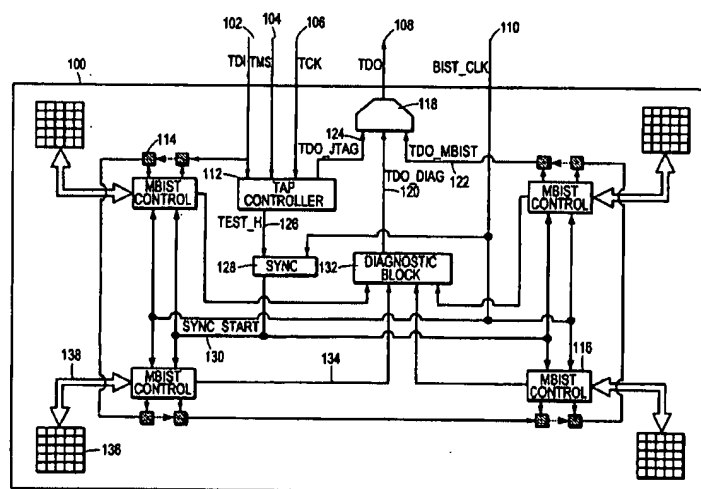 102 104 106 108 110
TDI TMS TCK TDO BIST_CLK
100
118
114
124
TDO_JTAG
TDO_MBIST
122
112
TAP
CONTROLLER
MBIST
CONTROL
MBIST
CONTROL
TDO_DIAG
120
TEST_H
126
128
SYNC
132
DIAGNOSTIC
BLOCK
SYNC_START
130
134
116
138
MBIST
CONTROL
MBIST
CONTROL
136